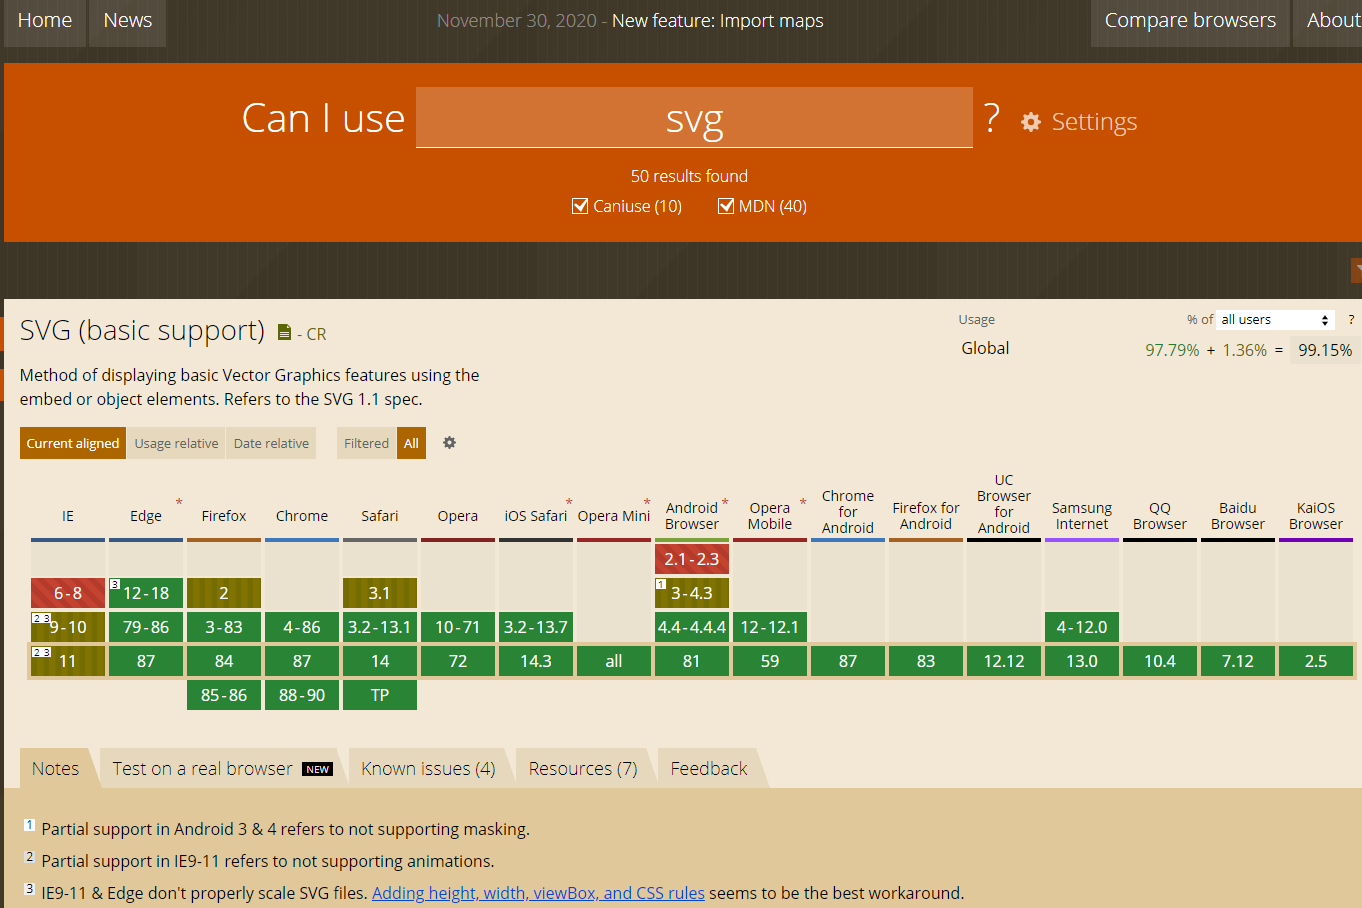 Home News November 30, 2020 - New feature: Import maps Compare browsers About
Can I use svg ? Settings
50 results found
Caniuse (10) MDN (40)
SVG (basic support) - CR
Usage % of all users ?
Global 97.79% + 1.36% = 99.15%
Method of displaying basic Vector Graphics features using the
embed or object elements. Refers to the SVG 1.1 spec.
Current aligned Usage relative Date relative Filtered All
IE Edge * Firefox Chrome Safari Opera iOS Safari * Opera Mini * Android Browser * Opera Mobile * Chrome for Android Firefox for Android UC Browser for Android Samsung Internet QQ Browser Baidu Browser KaiOS Browser
2.1-2.3
6-8 3 12-18 2 3.1 1 3-4.3
2 3 9-10 79-86 3-83 4-86 3.2-13.1 10-71 3.2-13.7 4.4-4.4.4 12-12.1 4-12.0
2 3 11 87 84 87 14 72 14.3 all 81 59 87 83 12.12 13.0 10.4 7.12 2.5
85-86 88-90 TP
Notes Test on a real browser NEW Known issues (4) Resources (7) Feedback
1 Partial support in Android 3 & 4 refers to not supporting masking.
2 Partial support in IE9-11 refers to not supporting animations.
3 IE9-11 & Edge don't properly scale SVG files. Adding height, width, viewBox, and CSS rules seems to be the best workaround.